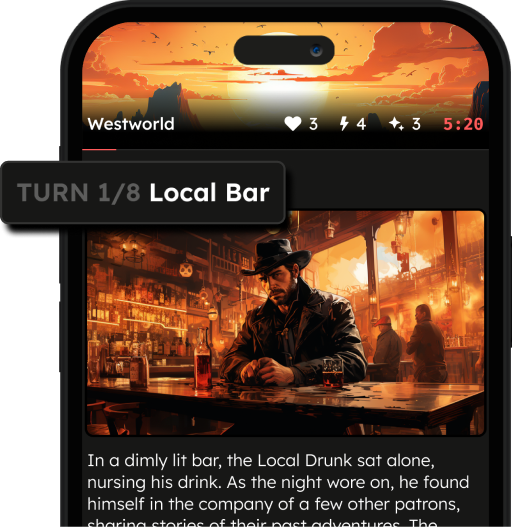 Westworld 3 4 3 5:20
TURN 1/8 Local Bar
In a dimly lit bar, the Local Drunk sat alone,
nursing his drink. As the night wore on, he found
himself in the company of a few other patrons,
sharing stories of their past adventures. The